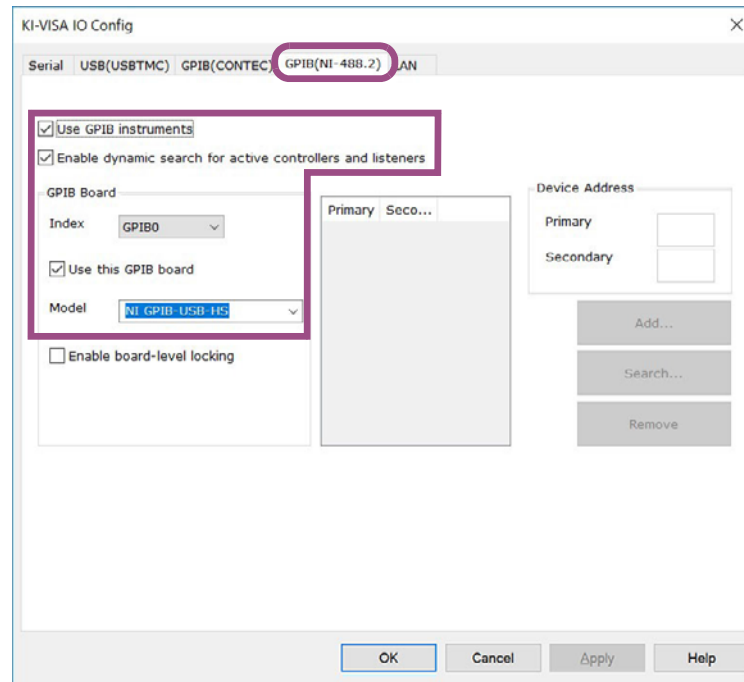 KI-VISA IO Config
Serial USB(USBTMC) GPIB(CONTEC) GPIB(NI-488.2) LAN
Use GPIB instruments
Enable dynamic search for active controllers and listeners
GPIB Board
Index GPIB0
Use this GPIB board
Model NI GPIB-USB-HS
Enable board-level locking
Primary Seco...
Device Address
Primary
Secondary
Add...
Search...
Remove
OK Cancel Apply Help